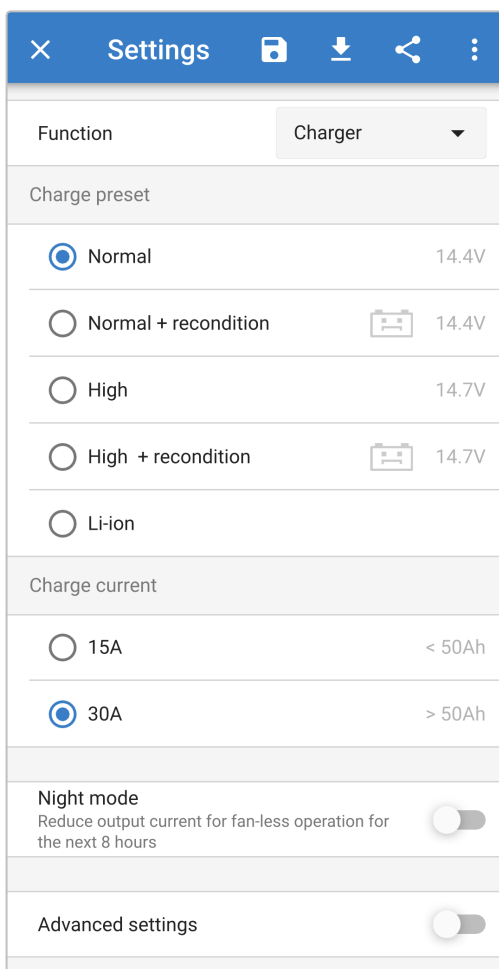 Settings
Function Charger
Charge preset
Normal 14.4V
Normal + recondition 14.4V
High 14.7V
High + recondition 14.7V
Li-ion
Charge current
15A < 50Ah
30A > 50Ah
Night mode
Reduce output current for fan-less operation for
the next 8 hours
Advanced settings